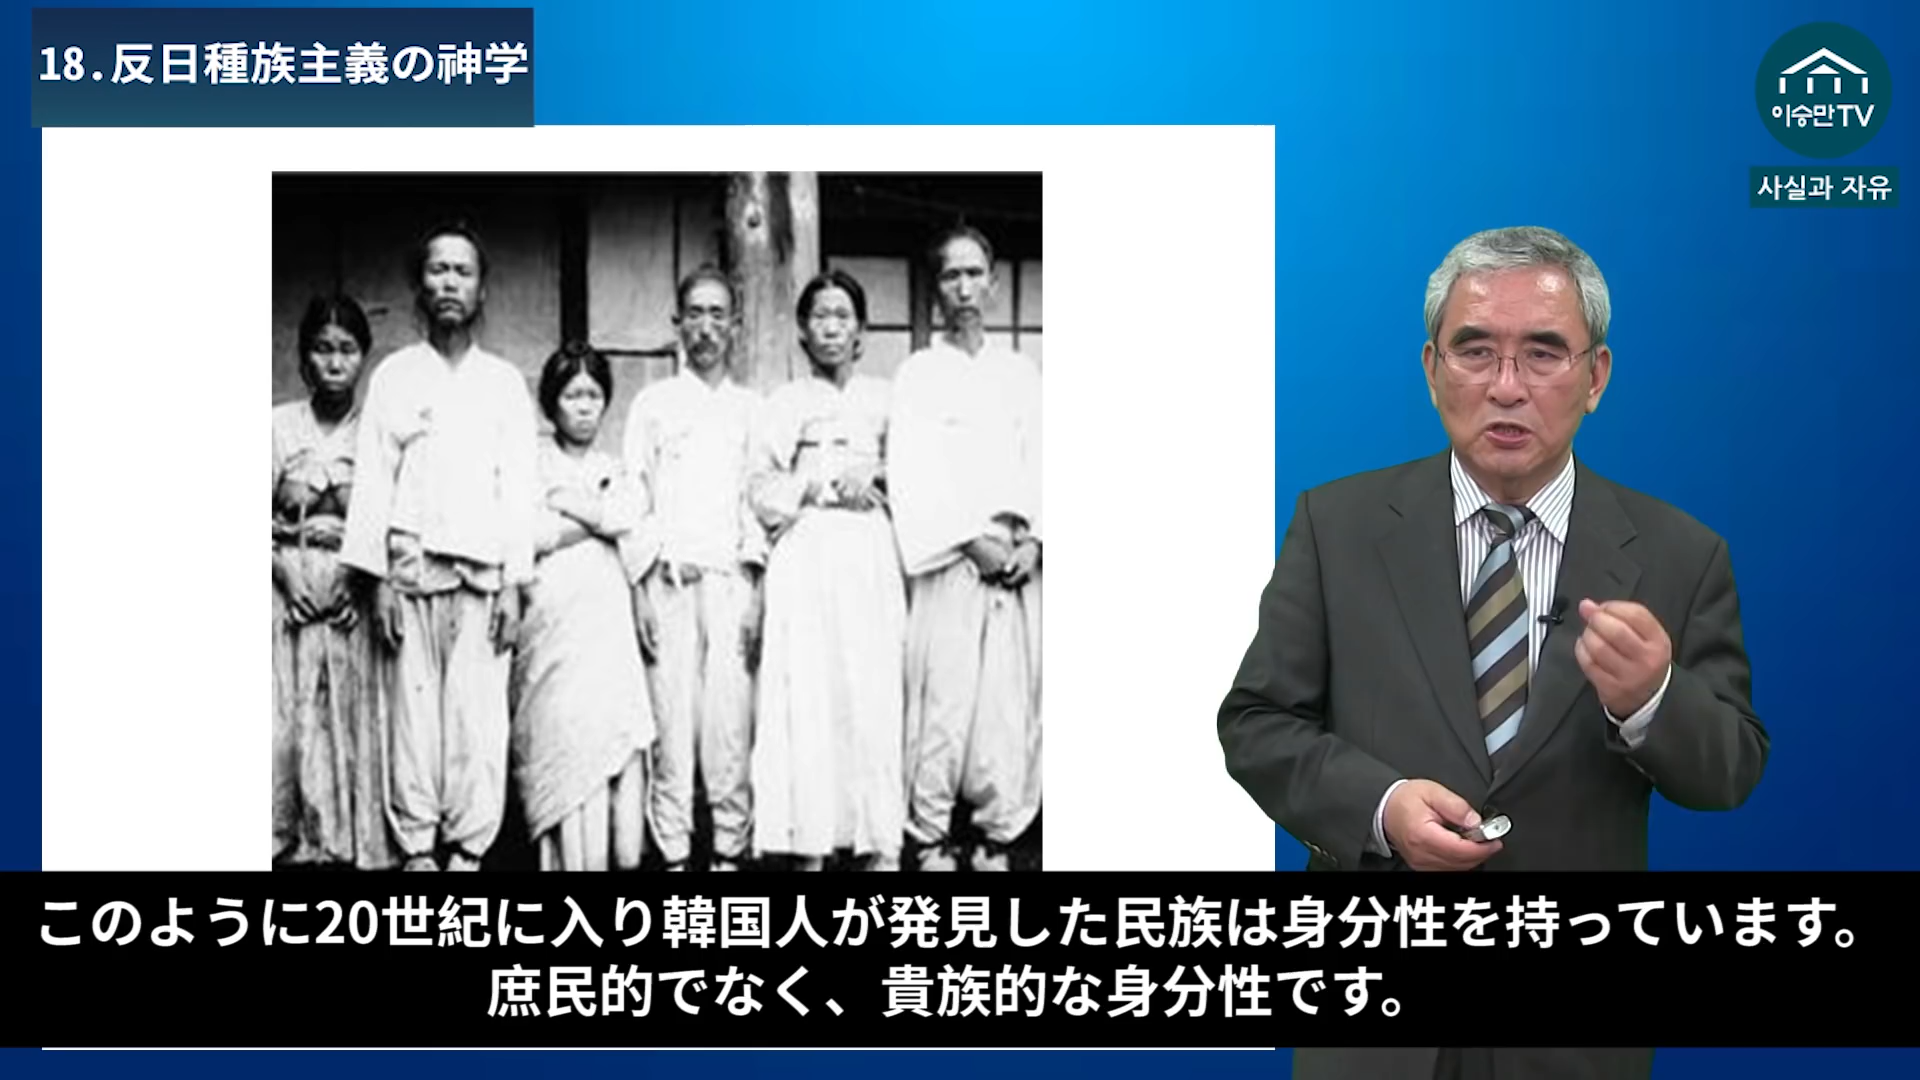 18.反日種族主義の神学
이승만TV
사실과 자유
このように20世紀に入り韓国人が発見した民族は身分性を持っています。
庶民的でなく、貴族的な身分性です。